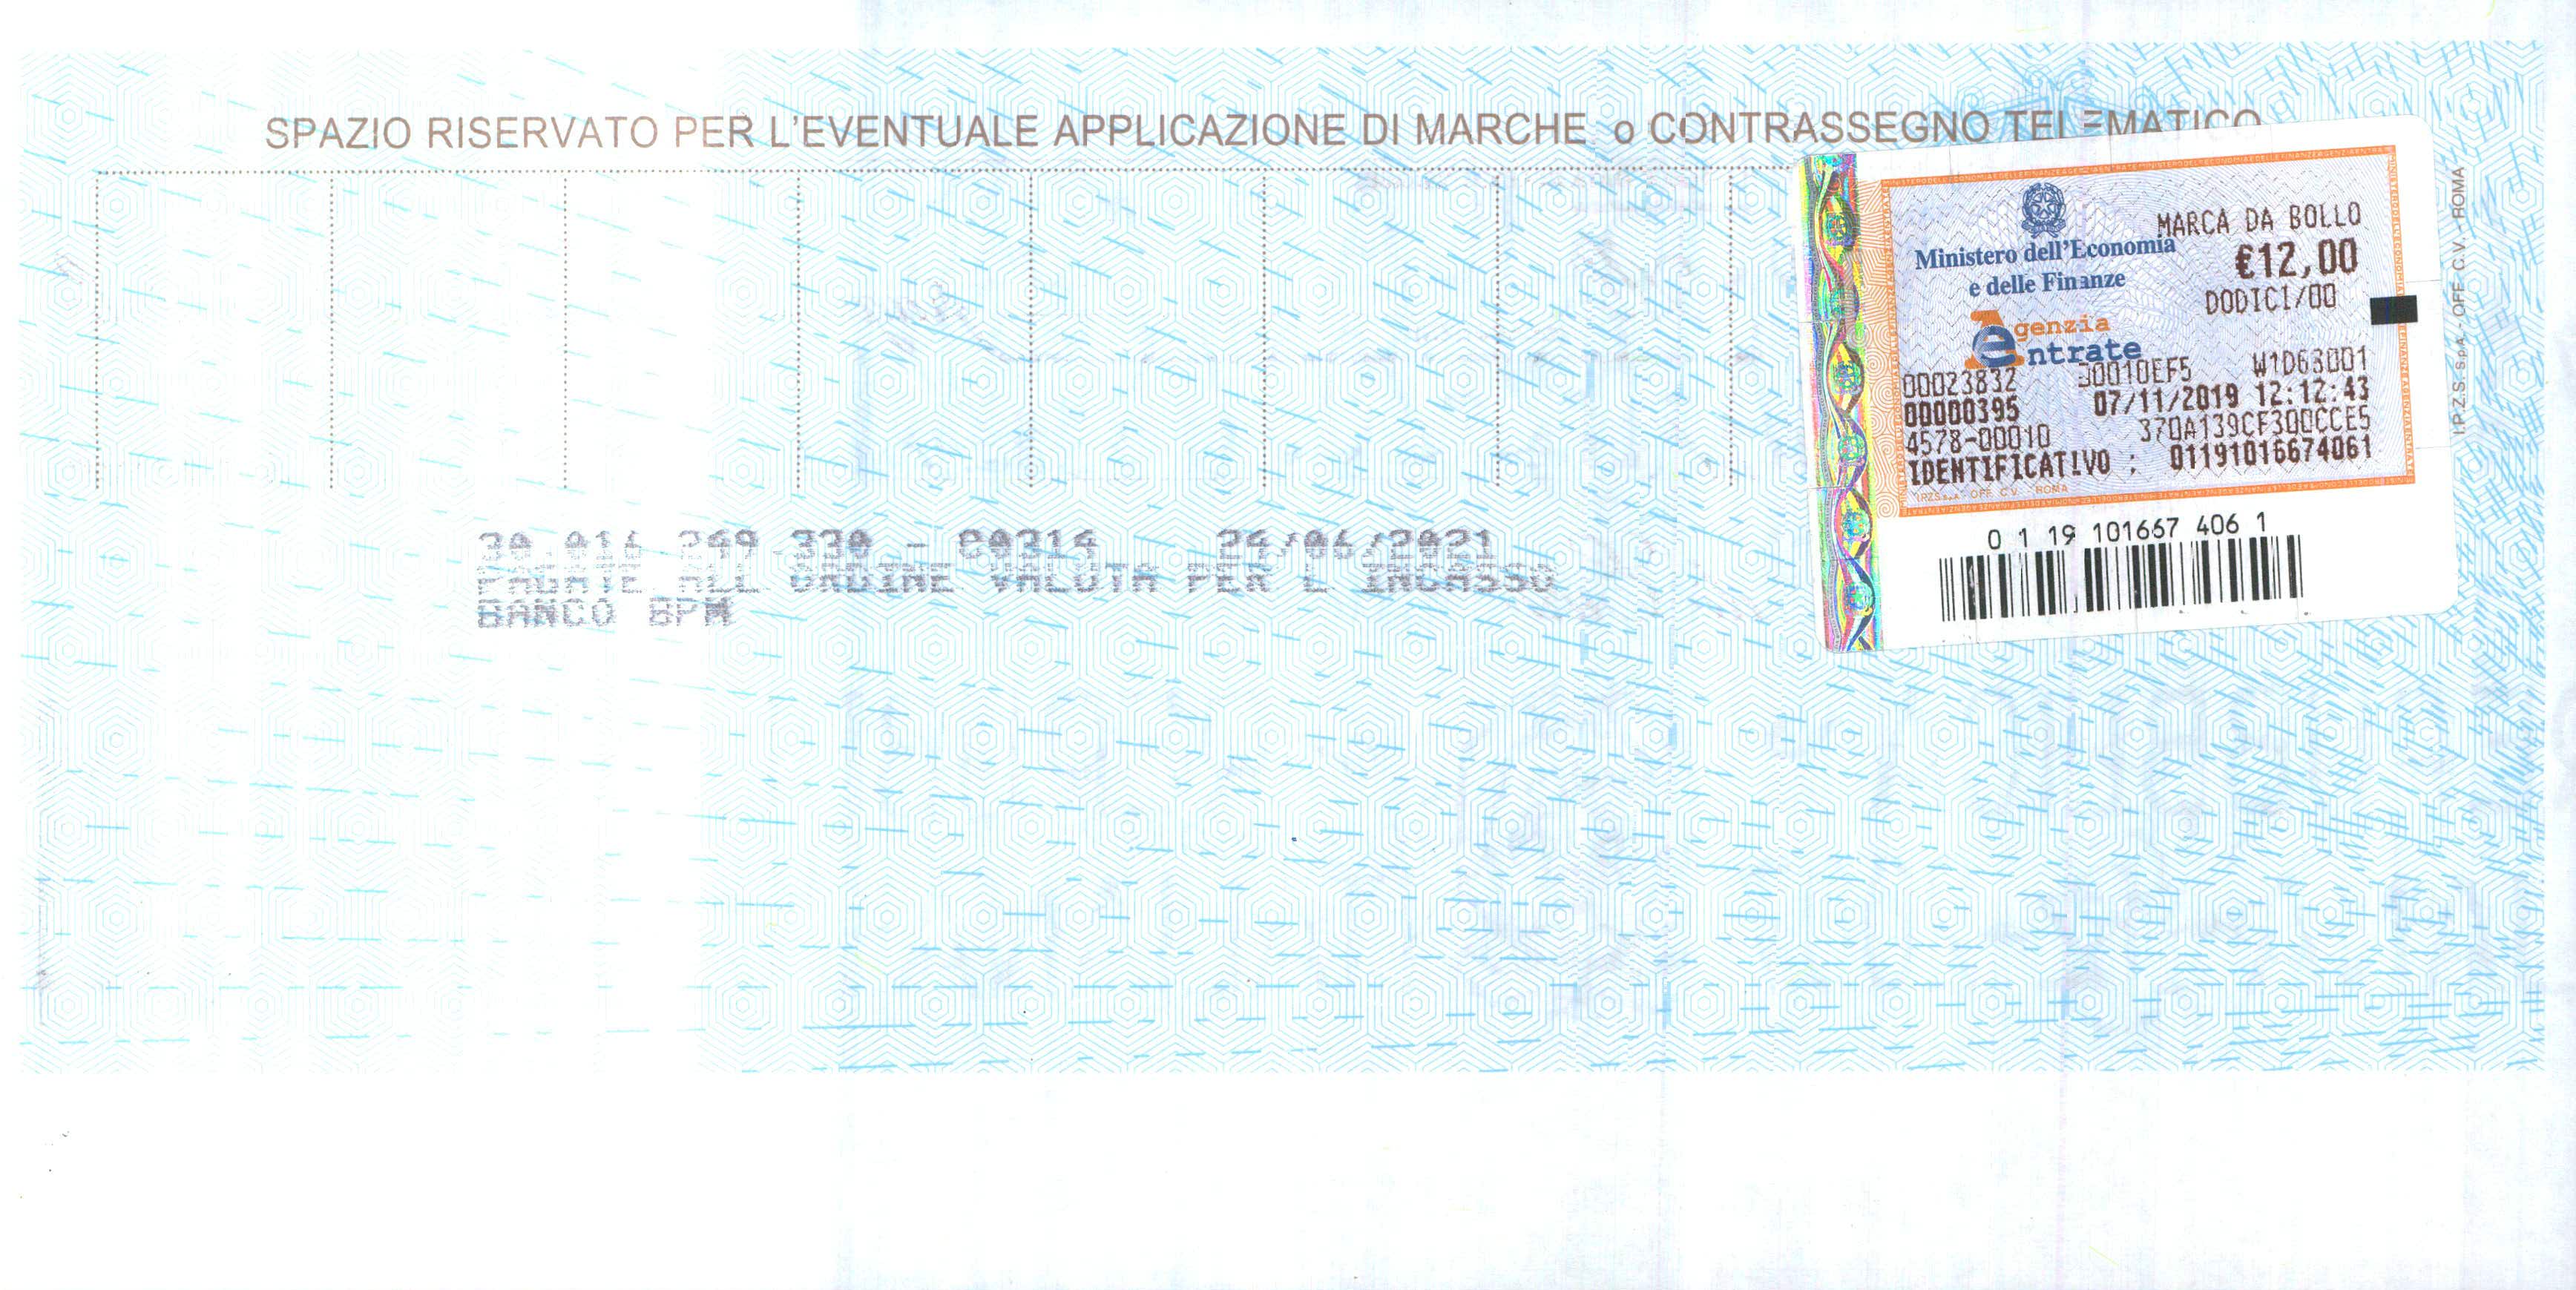 SPAZIO RISERVATO PER L'EVENTUALE APPLICAZIONE DI MARCHE o CONTRASSEGNO TELEMATICO
MARCA DA BOLLO
Ministero dell'Economia
e delle Finanze
€12,00
DODICI/00
Agenzia
entrate
00023832 00010EF5 W1D63001
00000395 07/11/2019 12:12:43
4578-00010 370A139CF300CCE5
IDENTIFICATIVO : 01191016674061
I.P.Z.S. S.p.A. - OFF. C.V. - ROMA
0 1 19 101667 406 1
I.P.Z.S. S.p.A. - OFF. C.V. - ROMA
30.016 249.330 - 24/06/2021
PAGATE ALL ORDINE VALUTA PER L INCASSO
BANCO BPM